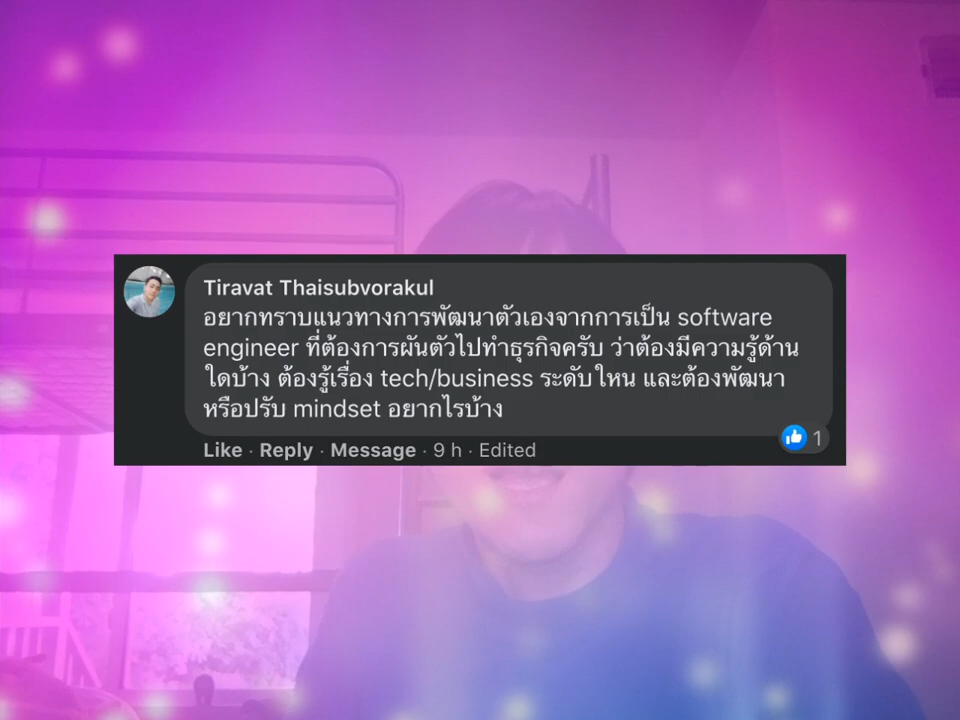 Tiravat Thaisubvorakul
อยากทราบแนวทางการพัฒนาตัวเองจากการเป็น software
engineer ที่ต้องการผันตัวไปทำธุรกิจครับ ว่าต้องมีความรู้ด้าน
ใดบ้าง ต้องรู้เรื่อง tech/business ระดับใหน และต้องพัฒนา
หรือปรับ mindset อยากไรบ้าง
Like · Reply · Message · 9 h · Edited
1